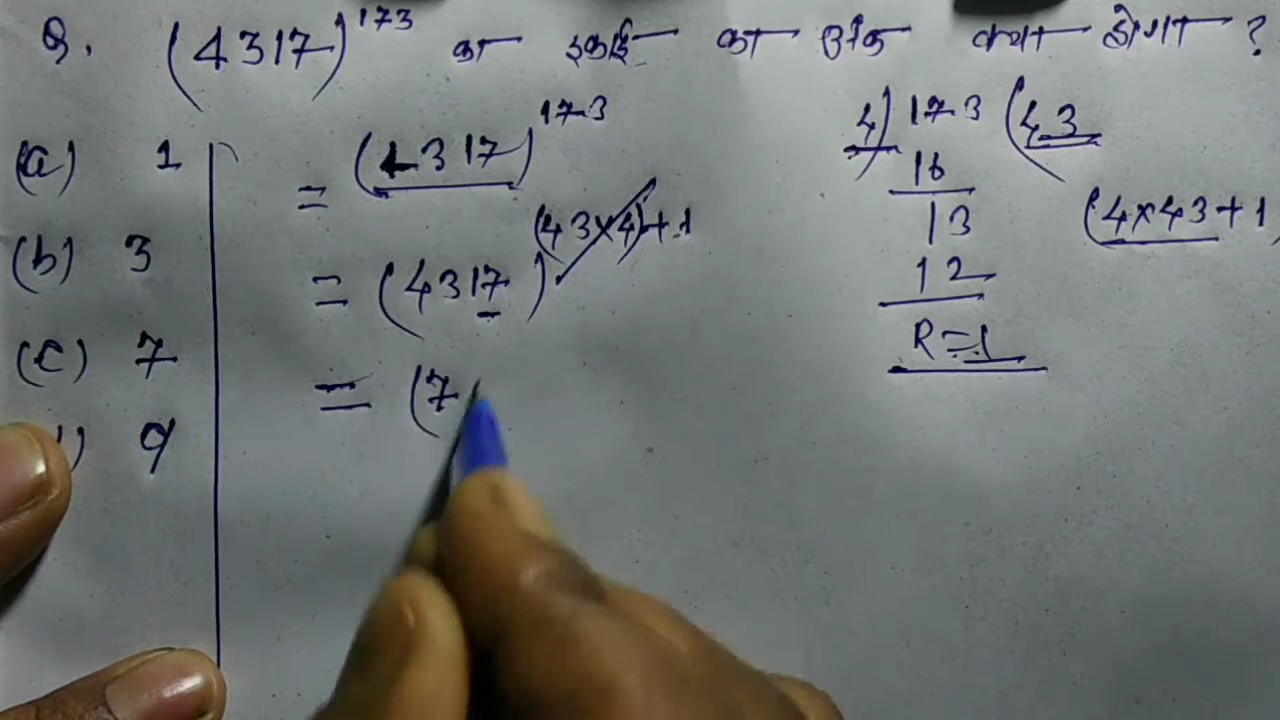 Q. (4317)^173 का इकाई का अंक क्या होगा ?
(a) 1
(b) 3
(c) 7
) 9
= (4317)^173
= (4317)^(43×4)+1
= (7
4) 173 (43
16
13
12
R=1
(4×43+1